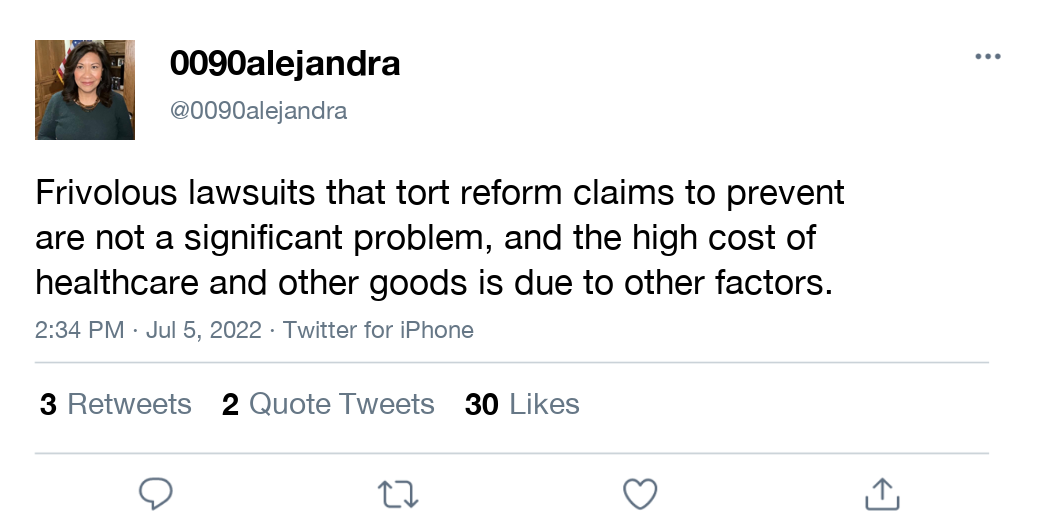 0090alejandra
@0090alejandra
Frivolous lawsuits that tort reform claims to prevent
are not a significant problem, and the high cost of
healthcare and other goods is due to other factors.
2:34 PM · Jul 5, 2022 · Twitter for iPhone
3 Retweets 2 Quote Tweets 30 Likes